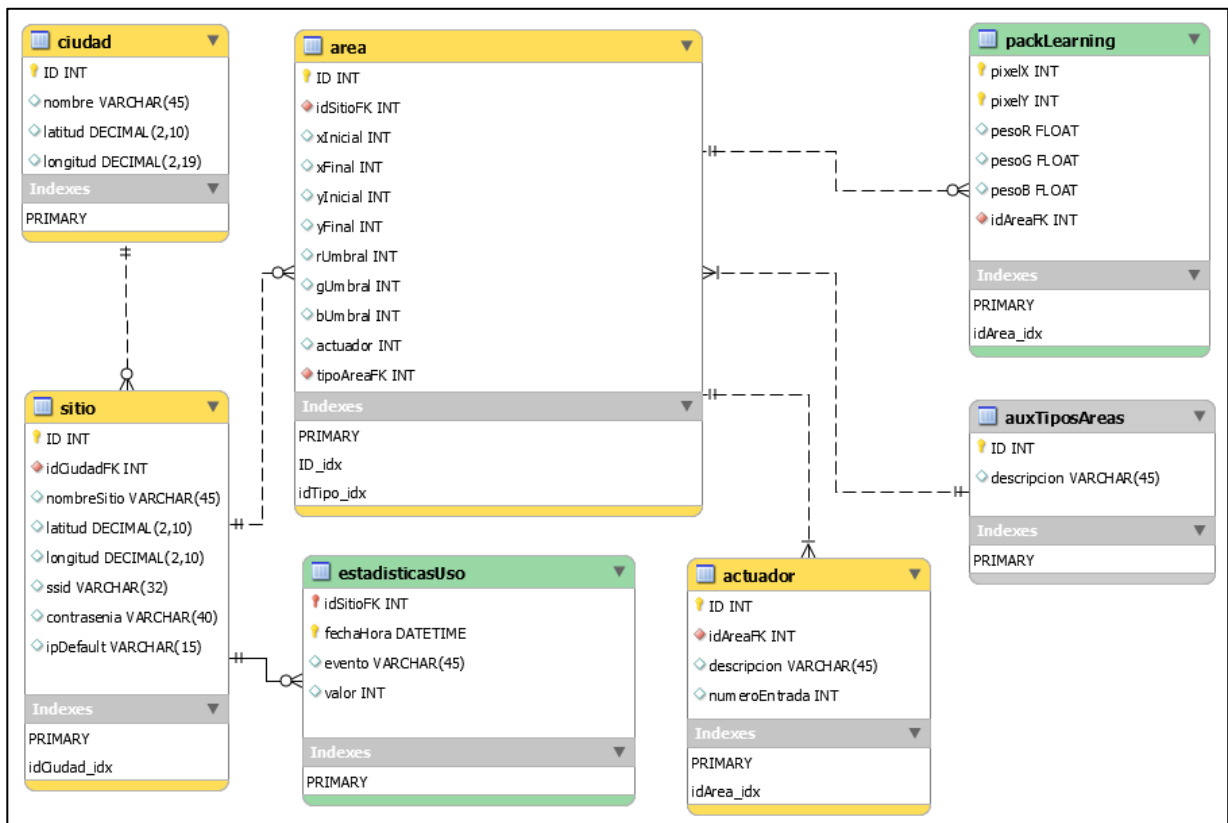 ciudad
ID INT
nombre VARCHAR(45)
latitud DECIMAL(2,10)
longitud DECIMAL(2,19)
Indexes
PRIMARY
area
ID INT
idSitioFK INT
xInicial INT
xFinal INT
yInicial INT
yFinal INT
rUmbral INT
gUmbral INT
bUmbral INT
actuador INT
tipoAreaFK INT
Indexes
PRIMARY
ID_idx
idTipo_idx
packLearning
pixelX INT
pixelY INT
pesoR FLOAT
pesoG FLOAT
pesoB FLOAT
idAreaFK INT
Indexes
PRIMARY
idArea_idx
sitio
ID INT
idCiudadFK INT
nombreSitio VARCHAR(45)
latitud DECIMAL(2,10)
longitud DECIMAL(2,10)
ssid VARCHAR(32)
contrasenia VARCHAR(40)
ipDefault VARCHAR(15)
Indexes
PRIMARY
idCiudad_idx
estadisticasUso
idSitioFK INT
fechaHora DATETIME
evento VARCHAR(45)
valor INT
Indexes
PRIMARY
actuador
ID INT
idAreaFK INT
descripcion VARCHAR(45)
numeroEntrada INT
Indexes
PRIMARY
idArea_idx
auxTiposAreas
ID INT
descripcion VARCHAR(45)
Indexes
PRIMARY